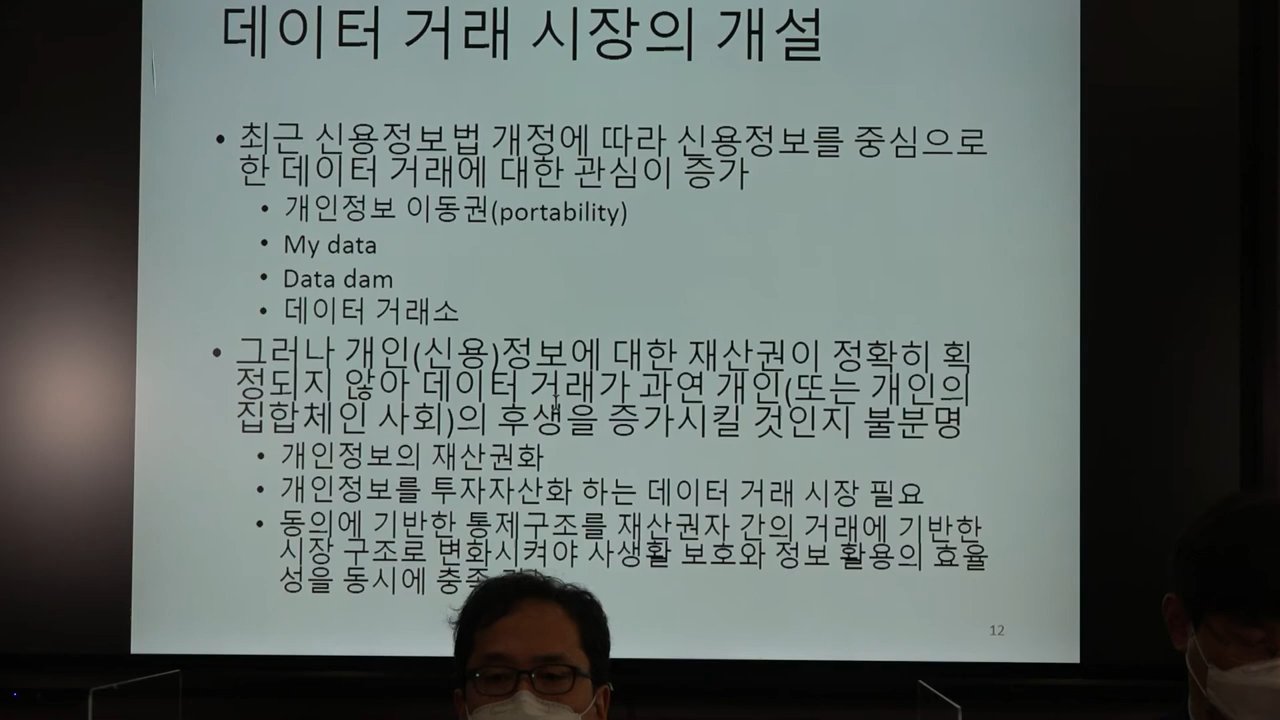 데이터 거래 시장의 개설
• 최근 신용정보법 개정에 따라 신용정보를 중심으로
한 데이터 거래에 대한 관심이 증가
• 개인정보 이동권(portability)
• My data
• Data dam
• 데이터 거래소
• 그러나 개인(신용)정보에 대한 재산권이 정확히 획
정되지 않아 데이터 거래가 과연 개인(또는 개인의
집합체인 사회)의 후생을 증가시킬 것인지 불분명
• 개인정보의 재산권화
• 개인정보를 투자자산화 하는 데이터 거래 시장 필요
• 동의에 기반한 통제구조를 재산권자 간의 거래에 기반한
시장 구조로 변화시켜야 사생활 보호와 정보 활용의 효율
성을 동시에 충족
12